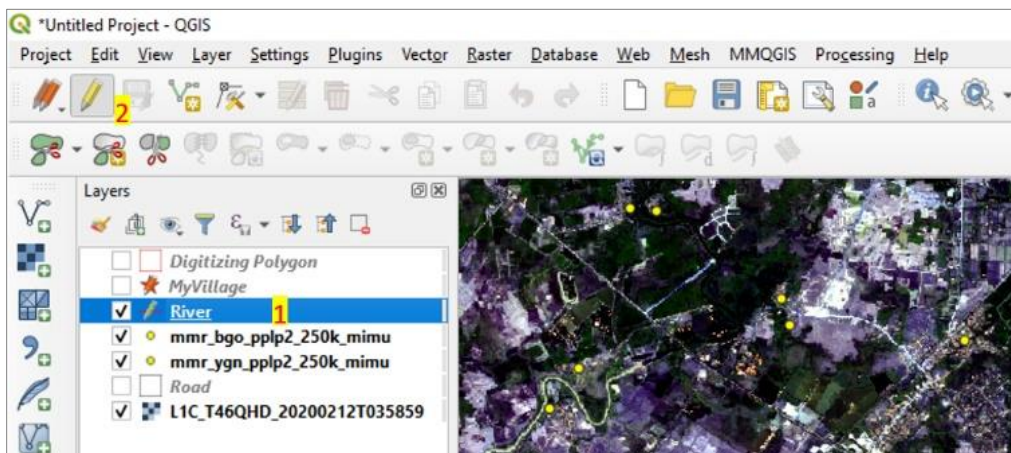 *Untitled Project - QGIS
Project Edit View Layer Settings Plugins Vector Raster Database Web Mesh MMQGIS Processing Help
2
Layers
Digitizing Polygon
MyVillage
River 1
mmr_bgo_pplp2_250k_mimu
mmr_ygn_pplp2_250k_mimu
Road
L1C_T46QHD_20200212T035859